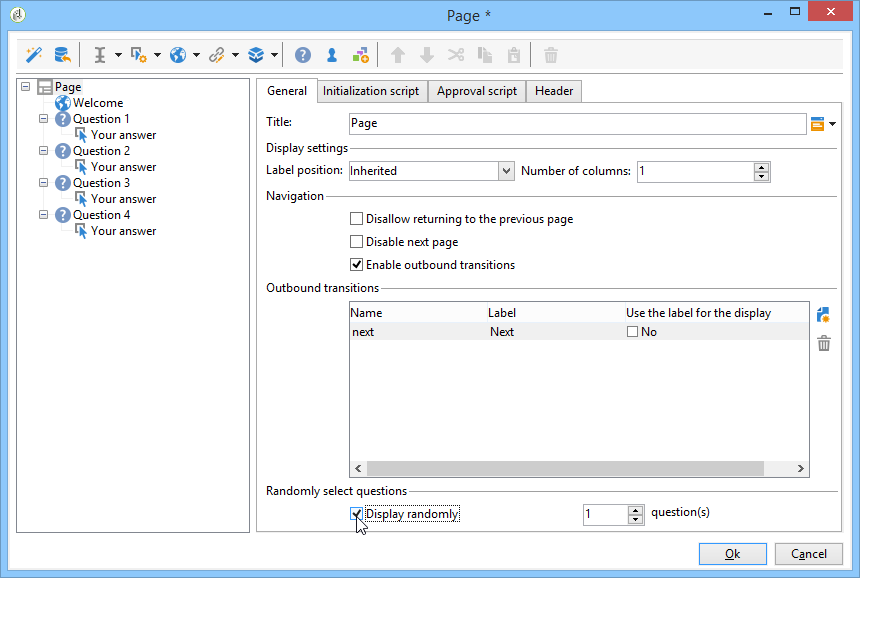 Page *
Page
Welcome
Question 1
Your answer
Question 2
Your answer
Question 3
Your answer
Question 4
Your answer
General Initialization script Approval script Header
Title: Page
Display settings
Label position: Inherited Number of columns: 1
Navigation
Disallow returning to the previous page
Disable next page
Enable outbound transitions
Outbound transitions
Name Label Use the label for the display
next Next No
Randomly select questions
Display randomly 1 question(s)
Ok Cancel